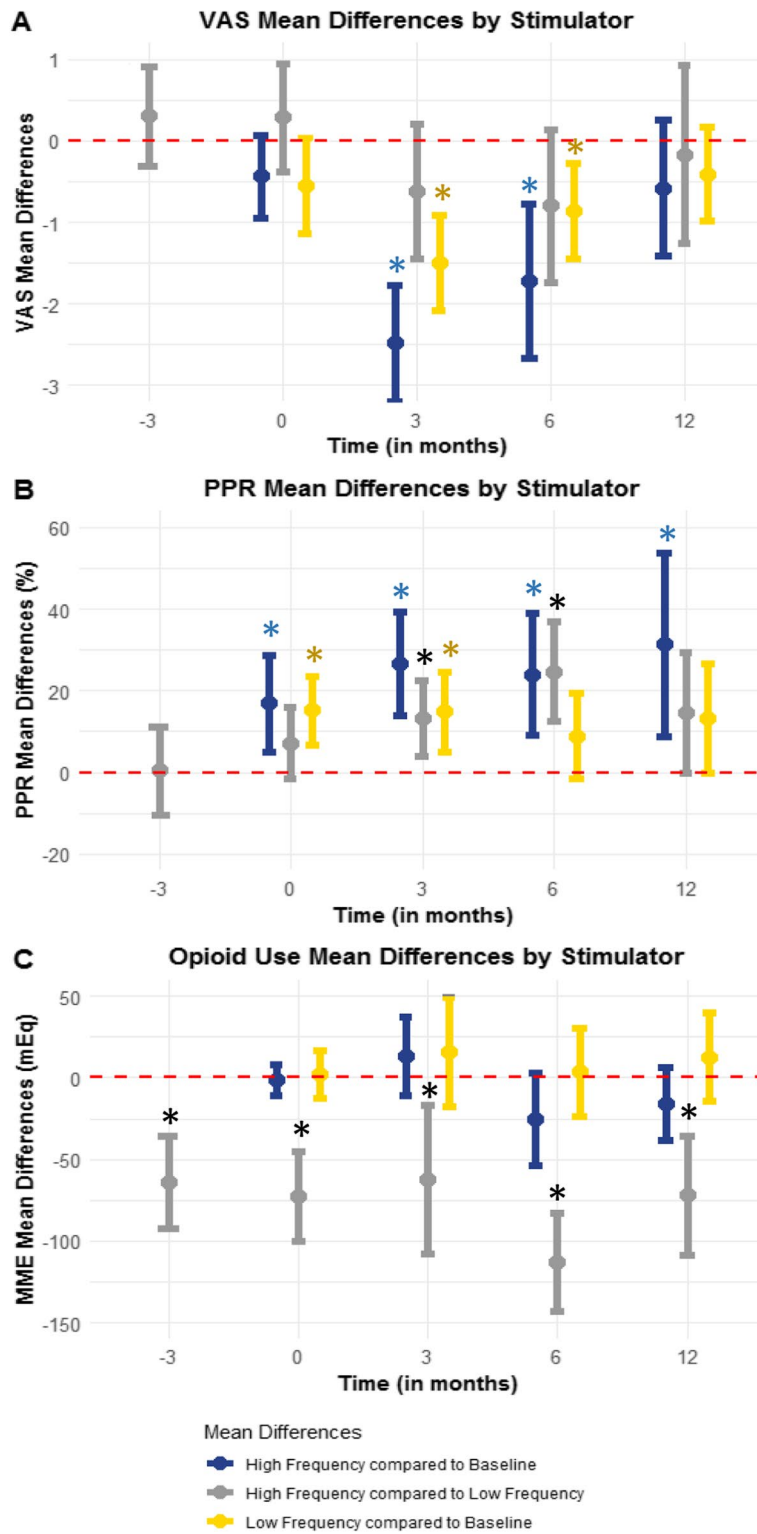 A
VAS Mean Differences by Stimulator
VAS Mean Differences
1
0
-1
-2
-3
*
*
*
*
-3
0
3
6
12
Time (in months)
B
PPR Mean Differences by Stimulator
PPR Mean Differences (%)
60
40
20
0
-20
*
*
*
*
*
*
*
*
-3
0
3
6
12
Time (in months)
C
Opioid Use Mean Differences by Stimulator
MME Mean Differences (mEq)
50
0
-50
-100
-150
*
*
*
*
*
-3
0
3
6
12
Time (in months)
Mean Differences
High Frequency compared to Baseline
High Frequency compared to Low Frequency
Low Frequency compared to Baseline